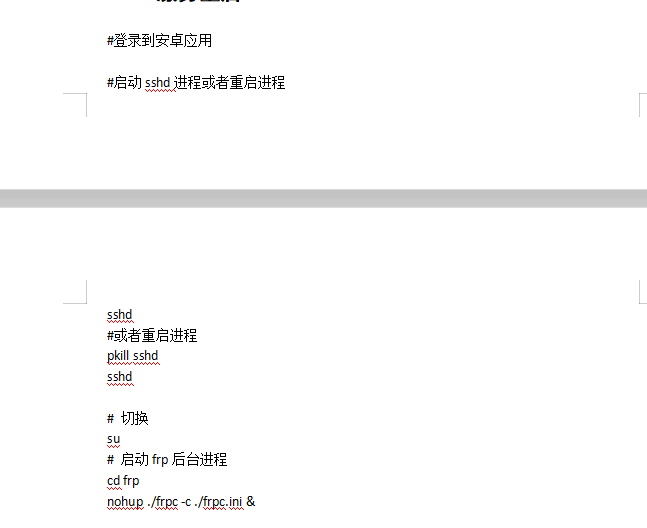 #登录到安卓应用
#启动 sshd 进程或者重启进程
sshd
#或者重启进程
pkill sshd
sshd
# 切换
su
# 启动 frp 后台进程
cd frp
nohup ./frpc -c ./frpc.ini &